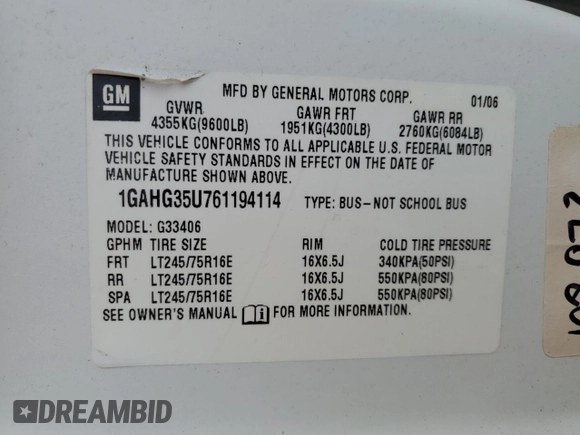 GM
MFD BY GENERAL MOTORS CORP. 01/06
GVWR GAWR FRT GAWR RR
4355KG(9600LB) 1951KG(4300LB) 2760KG(6084LB)
THIS VEHICLE CONFORMS TO ALL APPLICABLE U.S. FEDERAL MOTOR
VEHICLE SAFETY STANDARDS IN EFFECT ON THE DATE OF
MANUFACTURE SHOWN ABOVE.
1GAHG35U761194114 TYPE: BUS-NOT SCHOOL BUS
MODEL: G33406
GPHM TIRE SIZE RIM COLD TIRE PRESSURE
FRT LT245/75R16E 16X6.5J 340KPA(50PSI)
RR LT245/75R16E 16X6.5J 550KPA(80PSI)
SPA LT245/75R16E 16X6.5J 550KPA(80PSI)
SEE OWNER'S MANUAL FOR MORE INFORMATION.
DREAMBID